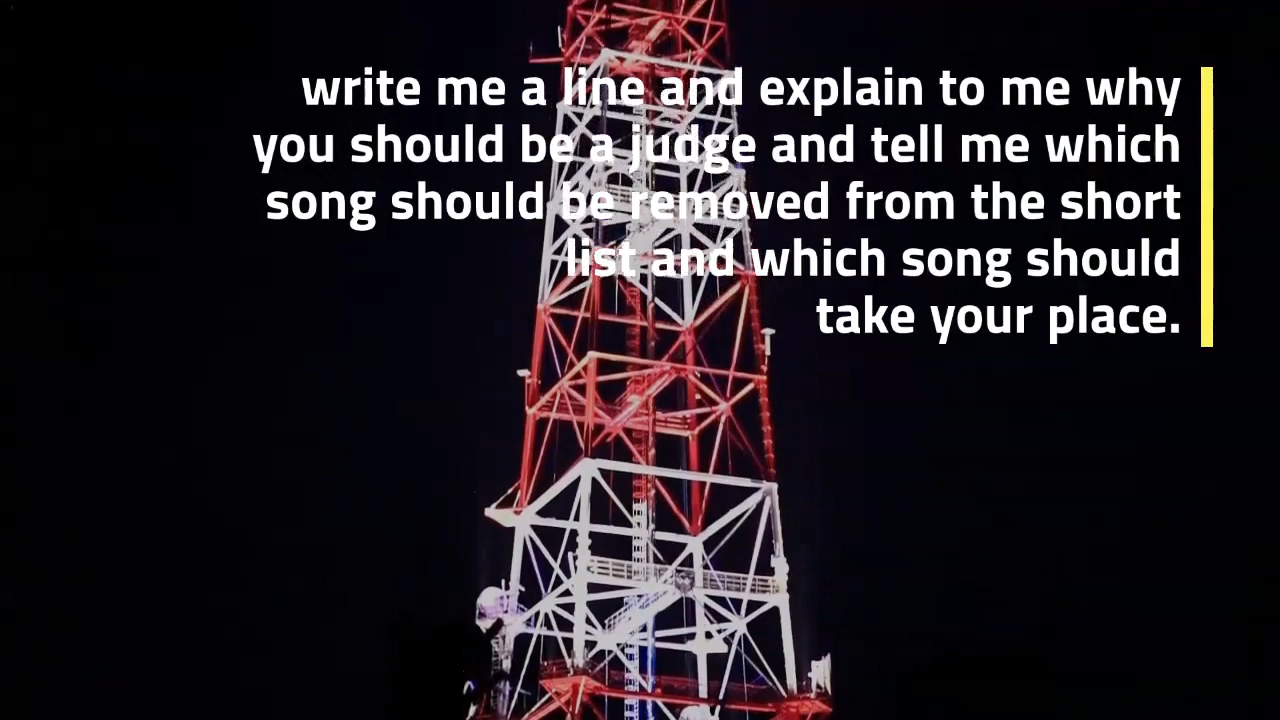 write me a line and explain to me why
you should be a judge and tell me which
song should be removed from the short
list and which song should
take your place.